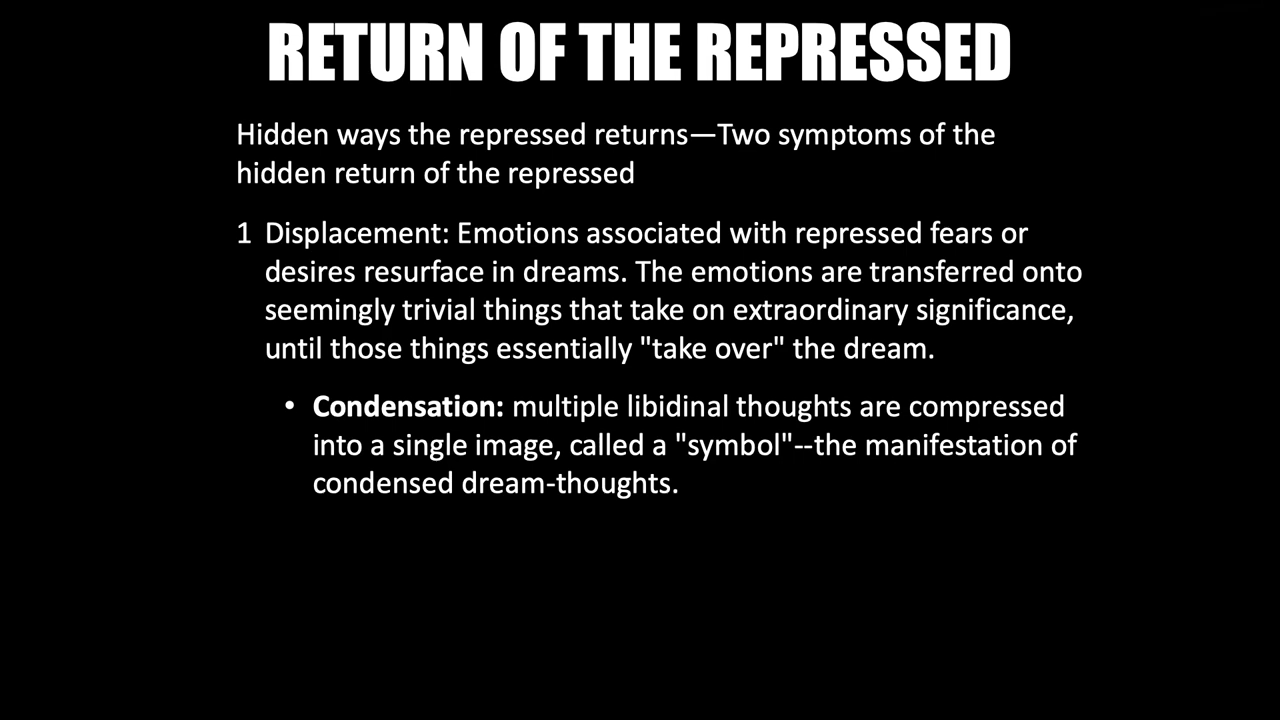 RETURN OF THE REPRESSED
Hidden ways the repressed returns—Two symptoms of the
hidden return of the repressed
1 Displacement: Emotions associated with repressed fears or
desires resurface in dreams. The emotions are transferred onto
seemingly trivial things that take on extraordinary significance,
until those things essentially "take over" the dream.
• Condensation: multiple libidinal thoughts are compressed
into a single image, called a "symbol"--the manifestation of
condensed dream-thoughts.